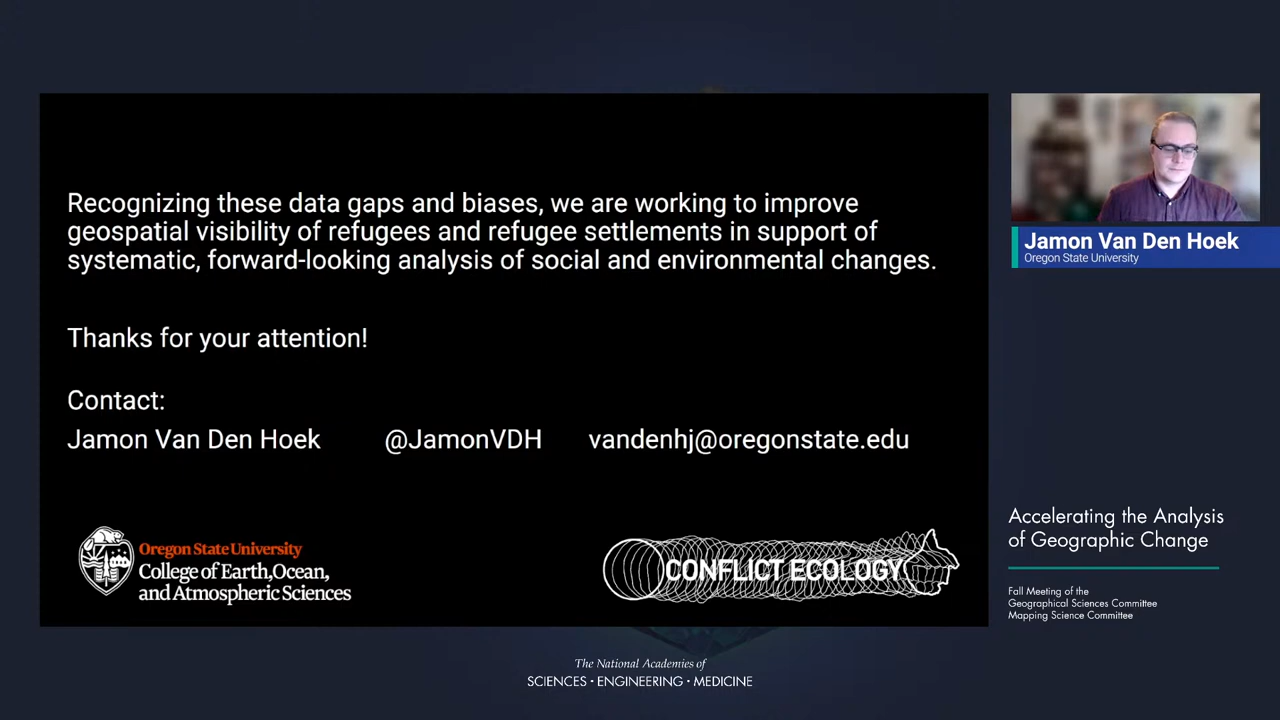 Recognizing these data gaps and biases, we are working to improve
geospatial visibility of refugees and refugee settlements in support of
systematic, forward-looking analysis of social and environmental changes.
Thanks for your attention!
Contact:
Jamon Van Den Hoek @JamonVDH vandenhj@oregonstate.edu
Oregon State University
College of Earth, Ocean,
and Atmospheric Sciences
CONFLICT ECOLOGY
Jamon Van Den Hoek
Oregon State University
Accelerating the Analysis
of Geographic Change
Fall Meeting of the
Geographical Sciences Committee
Mapping Science Committee
The National Academies of
SCIENCES · ENGINEERING · MEDICINE